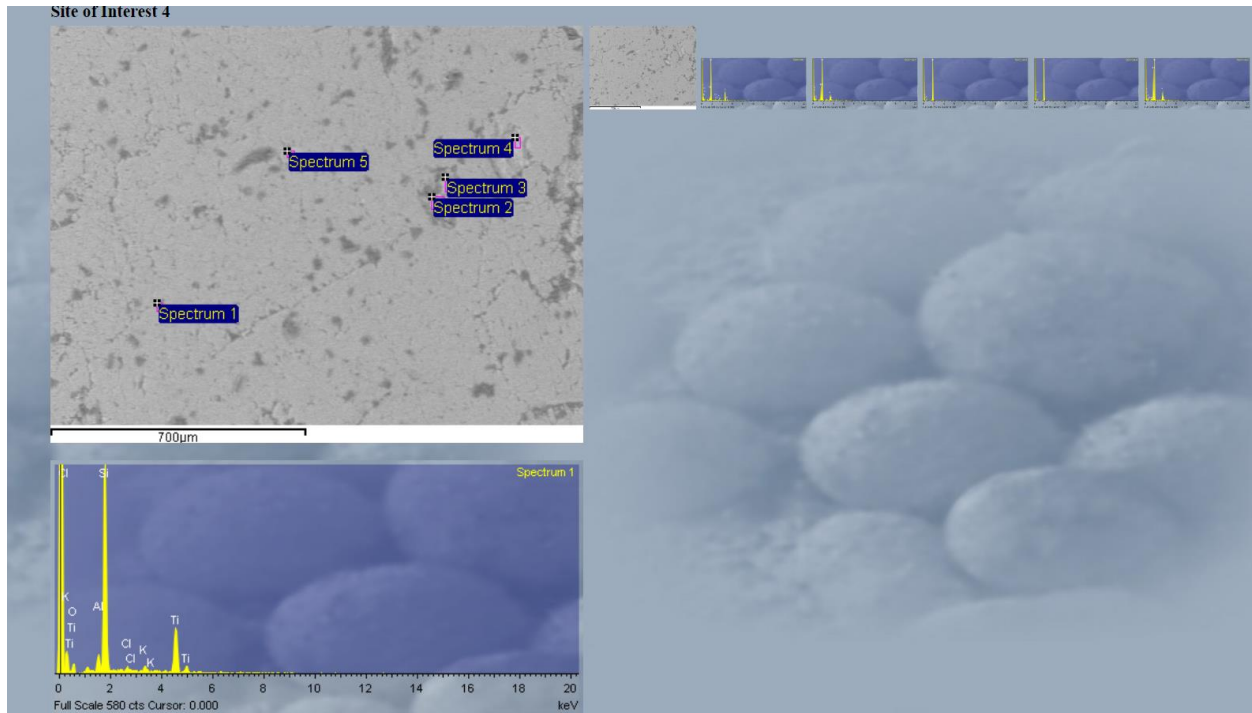 Site of Interest 4
Spectrum 5
Spectrum 4
Spectrum 3
Spectrum 2
Spectrum 1
700µm
Spectrum 1
Cl Si
K
Al
O
Ti
Ti
Ti
Cl
K
Cl
K
Ti
0 2 4 6 8 10 12 14 16 18 20
Full Scale 580 cts Cursor: 0.000 keV